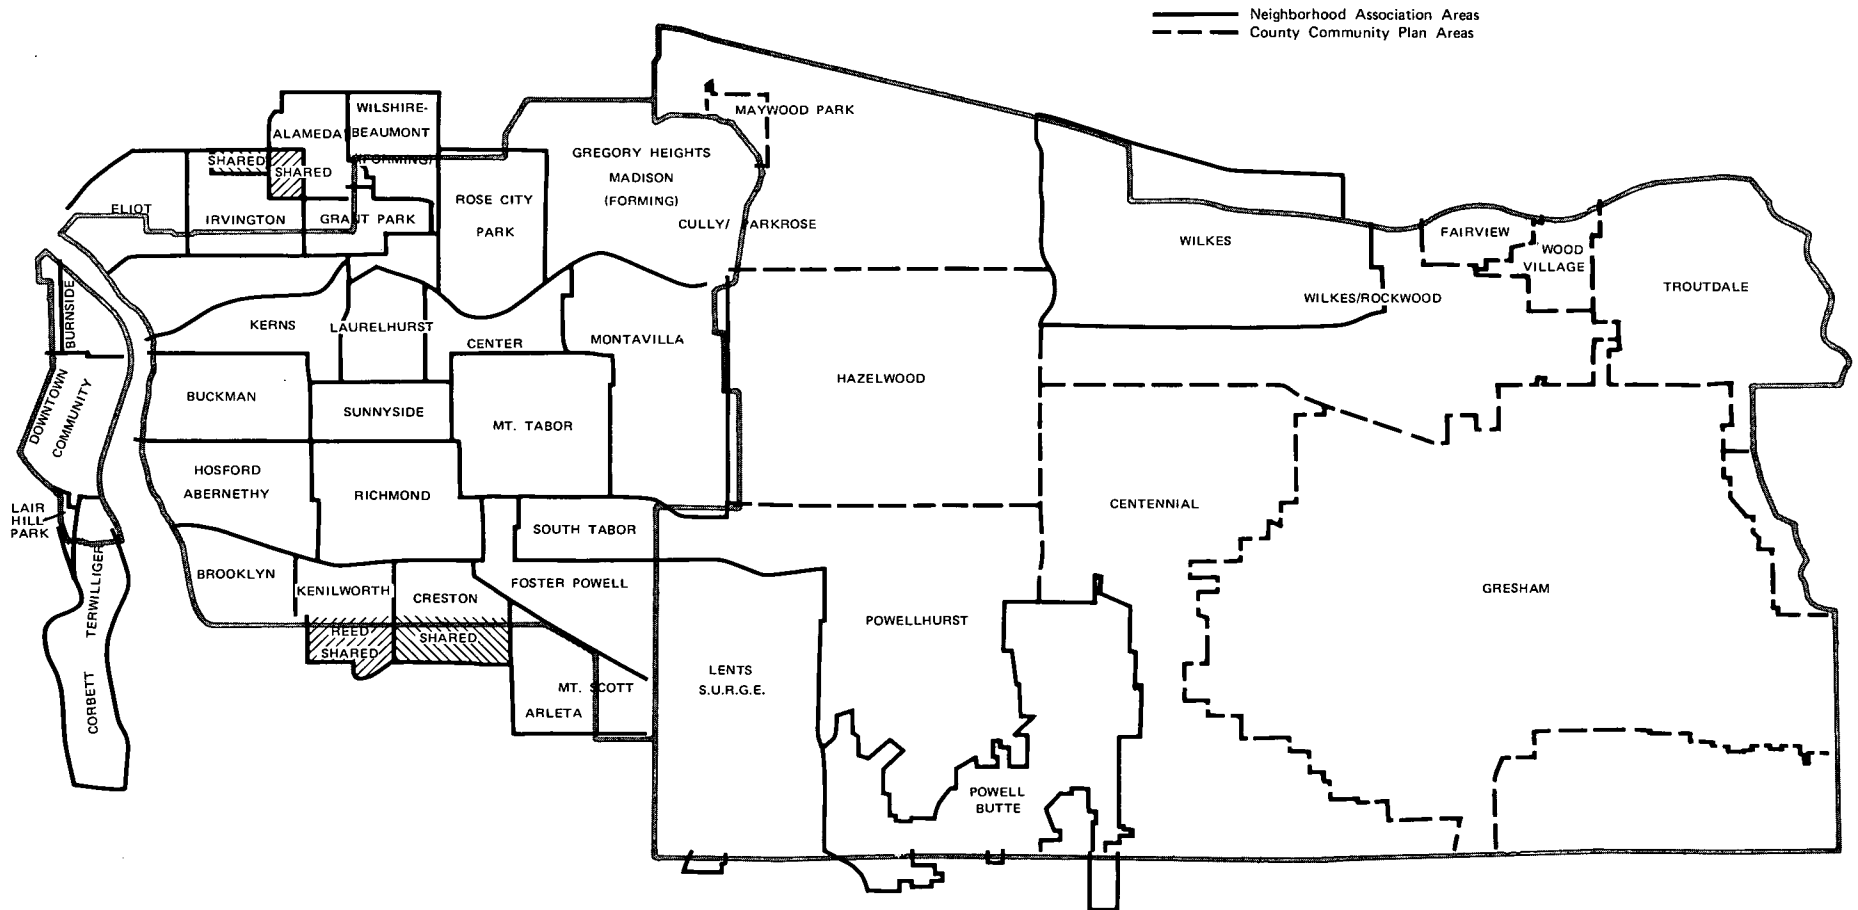 Neighborhood Association Areas
County Community Plan Areas
WILSHIRE-
BEAUMONT
(FORMING)
ALAMEDA
MAYWOOD PARK
SHARED
SHARED
GREGORY HEIGHTS
MADISON
(FORMING)
ELIOT
IRVINGTON
GRANT PARK
ROSE CITY
PARK
CULLY/ PARKROSE
WILKES
FAIRVIEW
WOOD
VILLAGE
TROUTDALE
WILKES/ROCKWOOD
BURNSIDE
KERNS
LAURELHURST
CENTER
MONTAVILLA
HAZELWOOD
DOWNTOWN
COMMUNITY
BUCKMAN
SUNNYSIDE
MT. TABOR
HOSFORD
ABERNETHY
RICHMOND
CENTENNIAL
LAIR
HILL
PARK
SOUTH TABOR
BROOKLYN
KENILWORTH
CRESTON
FOSTER POWELL
GRESHAM
CORBETT TERWILLIGER
REED
SHARED
SHARED
POWELLHURST
LENTS
S.U.R.G.E.
MT. SCOTT
ARLETA
POWELL
BUTTE